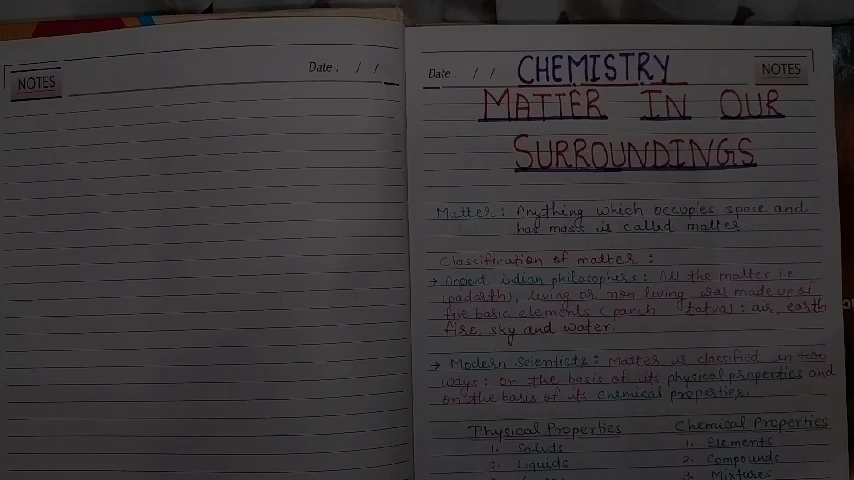 NOTES
Date : / /
Date : / /
NOTES
CHEMISTRY
MATTER IN OUR
SURROUNDINGS
Matter : Anything which occupies space and
has mass is called matter
Classification of matter :
→ Ancient indian philosophers : All the matter i.e
(padarth), living or non living was made up of
five basic elements (panch tatva) : air, earth
fire, sky and water.
→ Modern Scientists : Matter is classified in two
ways : on the basis of its physical properties and
on the basis of its chemical properties.
Physical Properties Chemical Properties
1. Solids 1. Elements
2. Liquids 2. Compounds
3. Mixtures